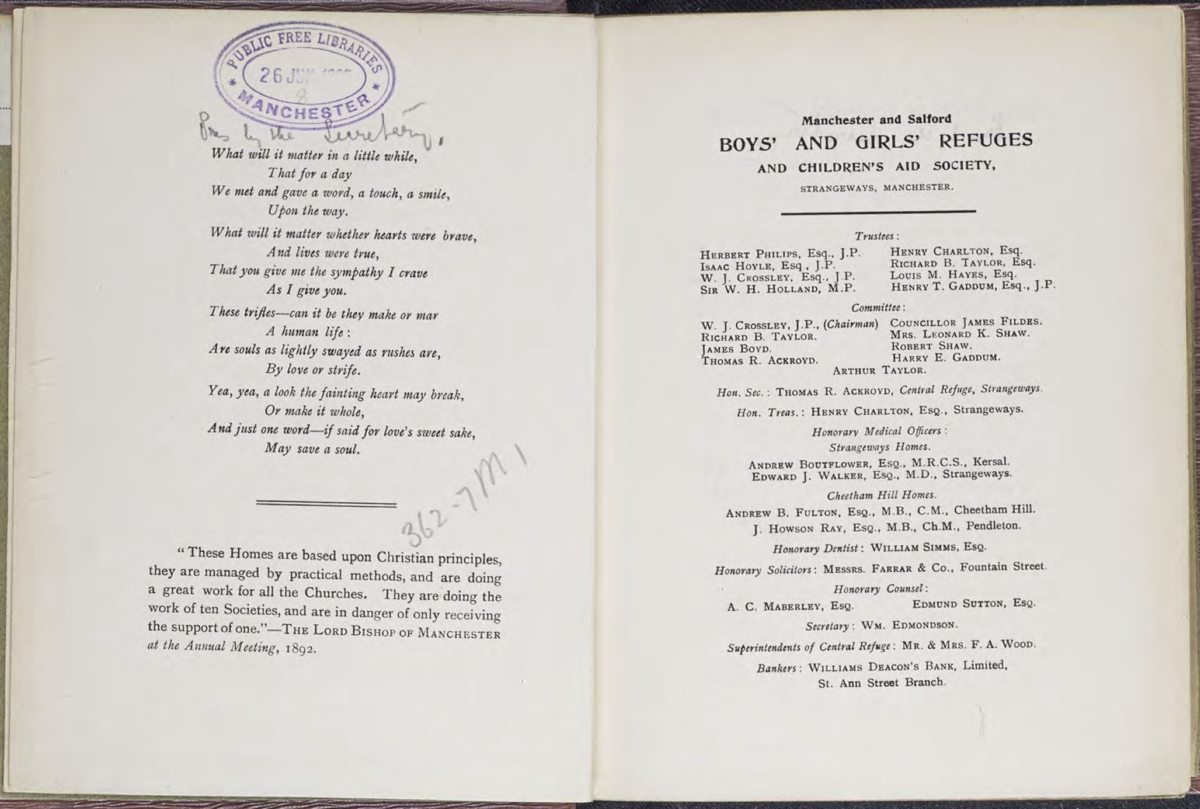 PUBLIC FREE LIBRARIES
26 JUN
MANCHESTER
Pres by the Secretary.
What will it matter in a little while,
That for a day
We met and gave a word, a touch, a smile,
Upon the way.
What will it matter whether hearts were brave,
And lives were true,
That you give me the sympathy I crave
As I give you.
These trifles—can it be they make or mar
A human life :
Are souls as lightly swayed as rushes are,
By love or strife.
Yea, yea, a look the fainting heart may break,
Or make it whole,
And just one word—if said for love's sweet sake,
May save a soul.
362-7 M 1
“These Homes are based upon Christian principles,
they are managed by practical methods, and are doing
a great work for all the Churches. They are doing the
work of ten Societies, and are in danger of only receiving
the support of one.”—The Lord Bishop of Manchester
at the Annual Meeting, 1892.
Manchester and Salford
BOYS' AND GIRLS' REFUGES
AND CHILDREN'S AID SOCIETY,
STRANGEWAYS, MANCHESTER.
Trustees :
Herbert Philips, Esq., J.P. Henry Charlton, Esq.
Isaac Hoyle, Esq , J.P. Richard B. Taylor, Esq.
W. J. Crossley, Esq., J.P. Louis M. Hayes, Esq.
Sir W. H. Holland, M.P. Henry T. Gaddum, Esq., J.P.
Committee :
W. J. Crossley, J.P., (Chairman) Councillor James Fildes.
Richard B. Taylor. Mrs. Leonard K. Shaw.
James Boyd. Robert Shaw.
Thomas R. Ackroyd. Harry E. Gaddum.
Arthur Taylor.
Hon. Sec. : Thomas R. Ackroyd, Central Refuge, Strangeways.
Hon. Treas. : Henry Charlton, Esq., Strangeways.
Honorary Medical Officers :
Strangeways Homes.
Andrew Boutflower, Esq., M.R.C.S., Kersal.
Edward J. Walker, Esq., M.D., Strangeways.
Cheetham Hill Homes.
Andrew B. Fulton, Esq., M.B., C.M., Cheetham Hill.
J. Howson Ray, Esq., M.B., Ch.M., Pendleton.
Honorary Dentist : William Simms, Esq.
Honorary Solicitors : Messrs. Farrar & Co., Fountain Street.
Honorary Counsel :
A. C. Maberley, Esq. Edmund Sutton, Esq.
Secretary : Wm. Edmondson.
Superintendents of Central Refuge : Mr. & Mrs. F. A. Wood.
Bankers : Williams Deacon's Bank, Limited,
St. Ann Street Branch.